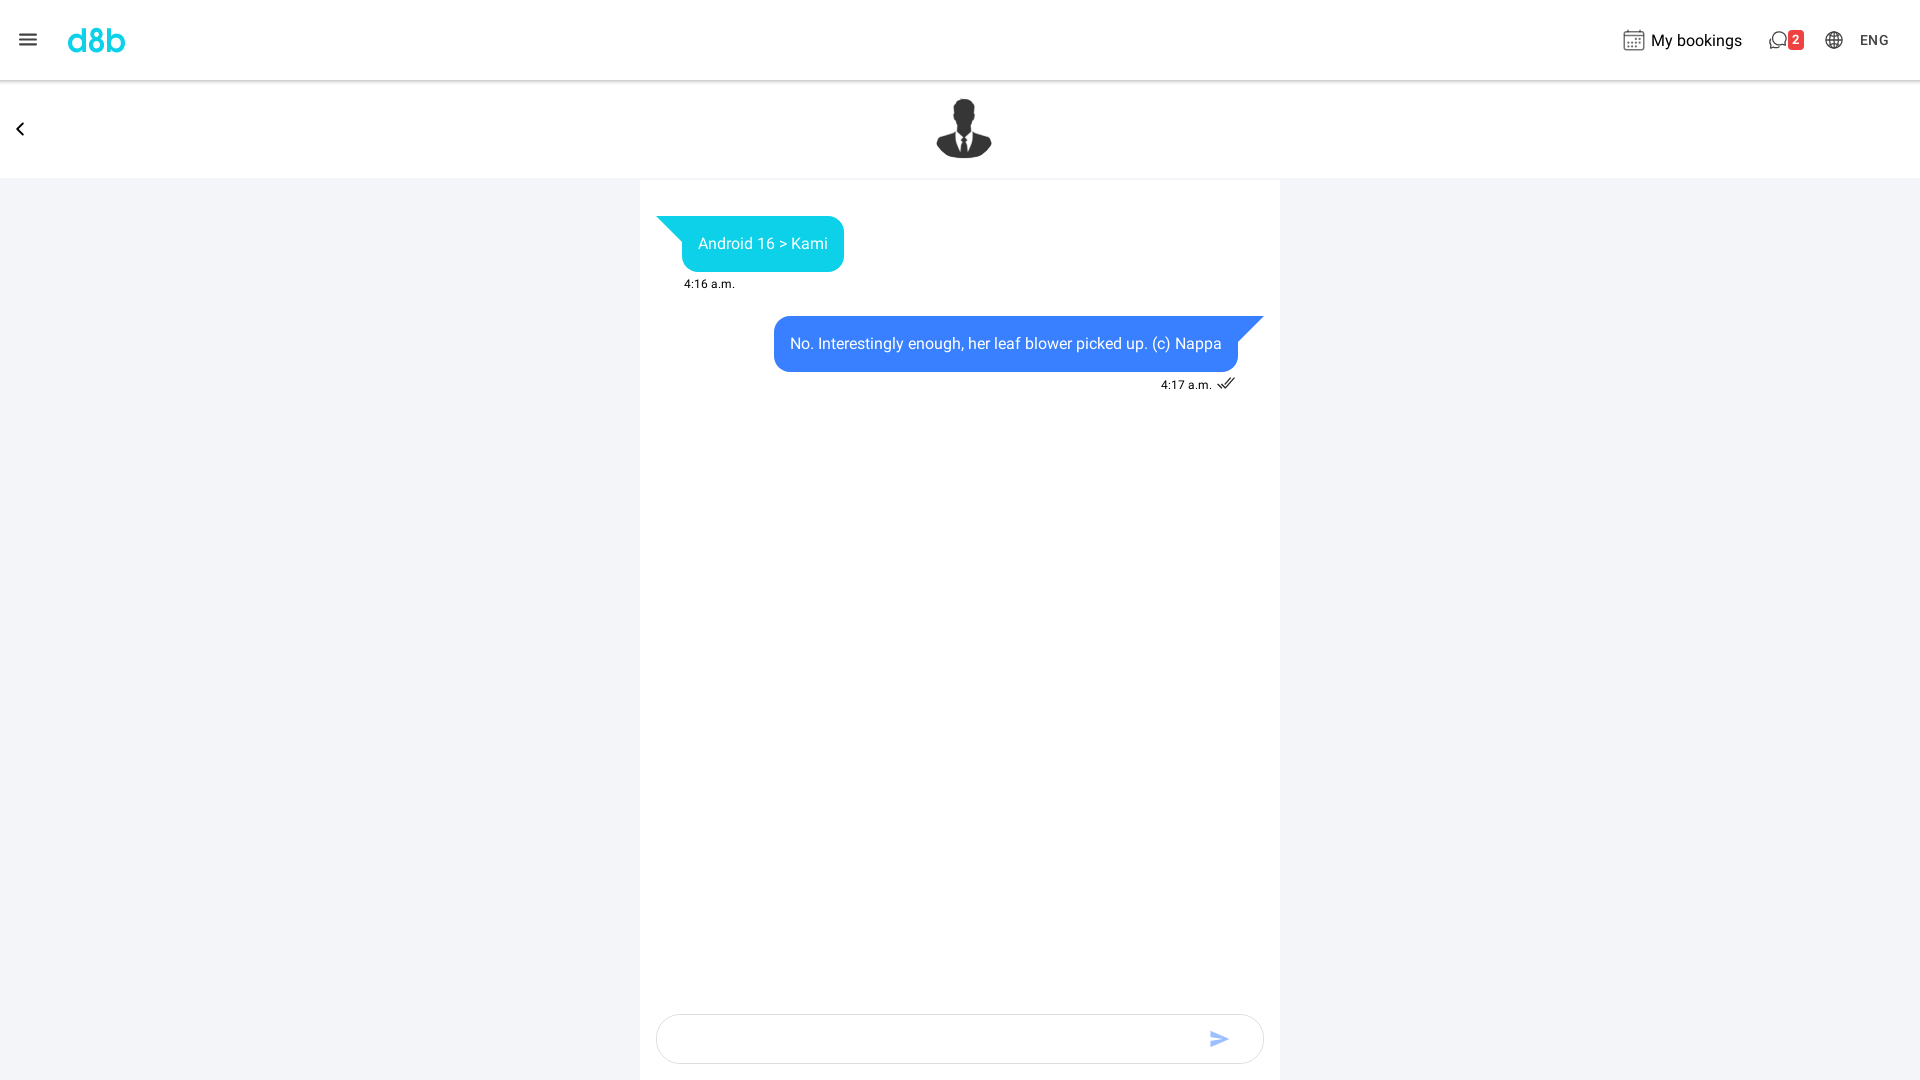 d8b
My bookings
2
ENG
Android 16 > Kami
4:16 a.m.
No. Interestingly enough, her leaf blower picked up. (c) Nappa
4:17 a.m.